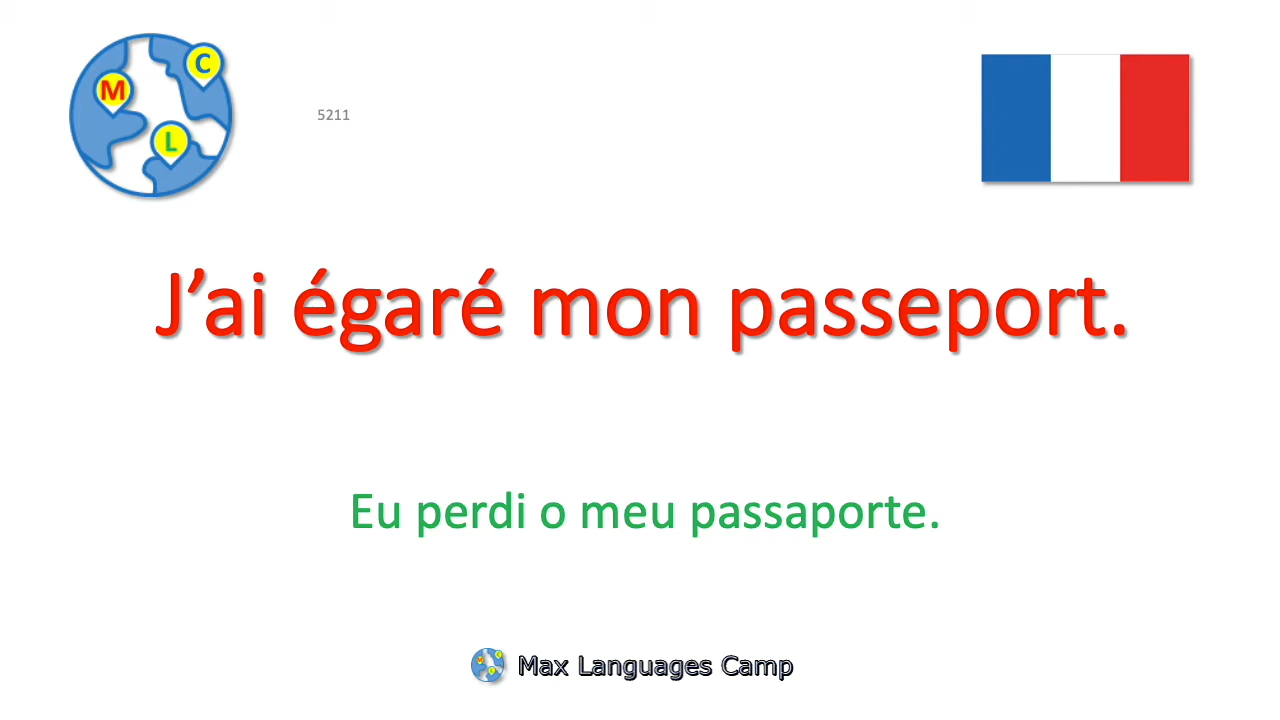 C
M
L
5211
J’ai égaré mon passeport.
Eu perdi o meu passaporte.
Max Languages Camp